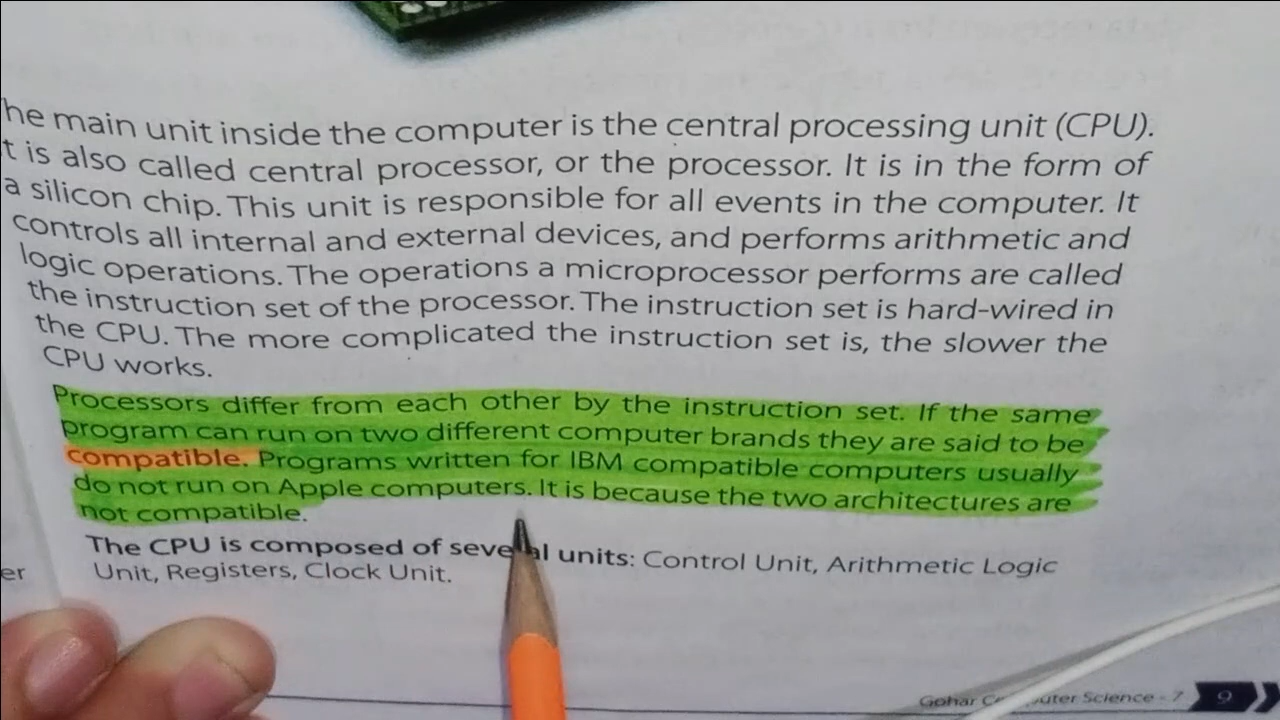 he main unit inside the computer is the central processing unit (CPU).
t is also called central processor, or the processor. It is in the form of
a silicon chip. This unit is responsible for all events in the computer. It
controls all internal and external devices, and performs arithmetic and
logic operations. The operations a microprocessor performs are called
the instruction set of the processor. The instruction set is hard-wired in
the CPU. The more complicated the instruction set is, the slower the
CPU works.
Processors differ from each other by the instruction set. If the same
program can run on two different computer brands they are said to be
compatible. Programs written for IBM compatible computers usually
do not run on Apple computers. It is because the two architectures are
not compatible.
The CPU is composed of several units: Control Unit, Arithmetic Logic
Unit, Registers, Clock Unit.
er
Gohar Computer Science - 7 9